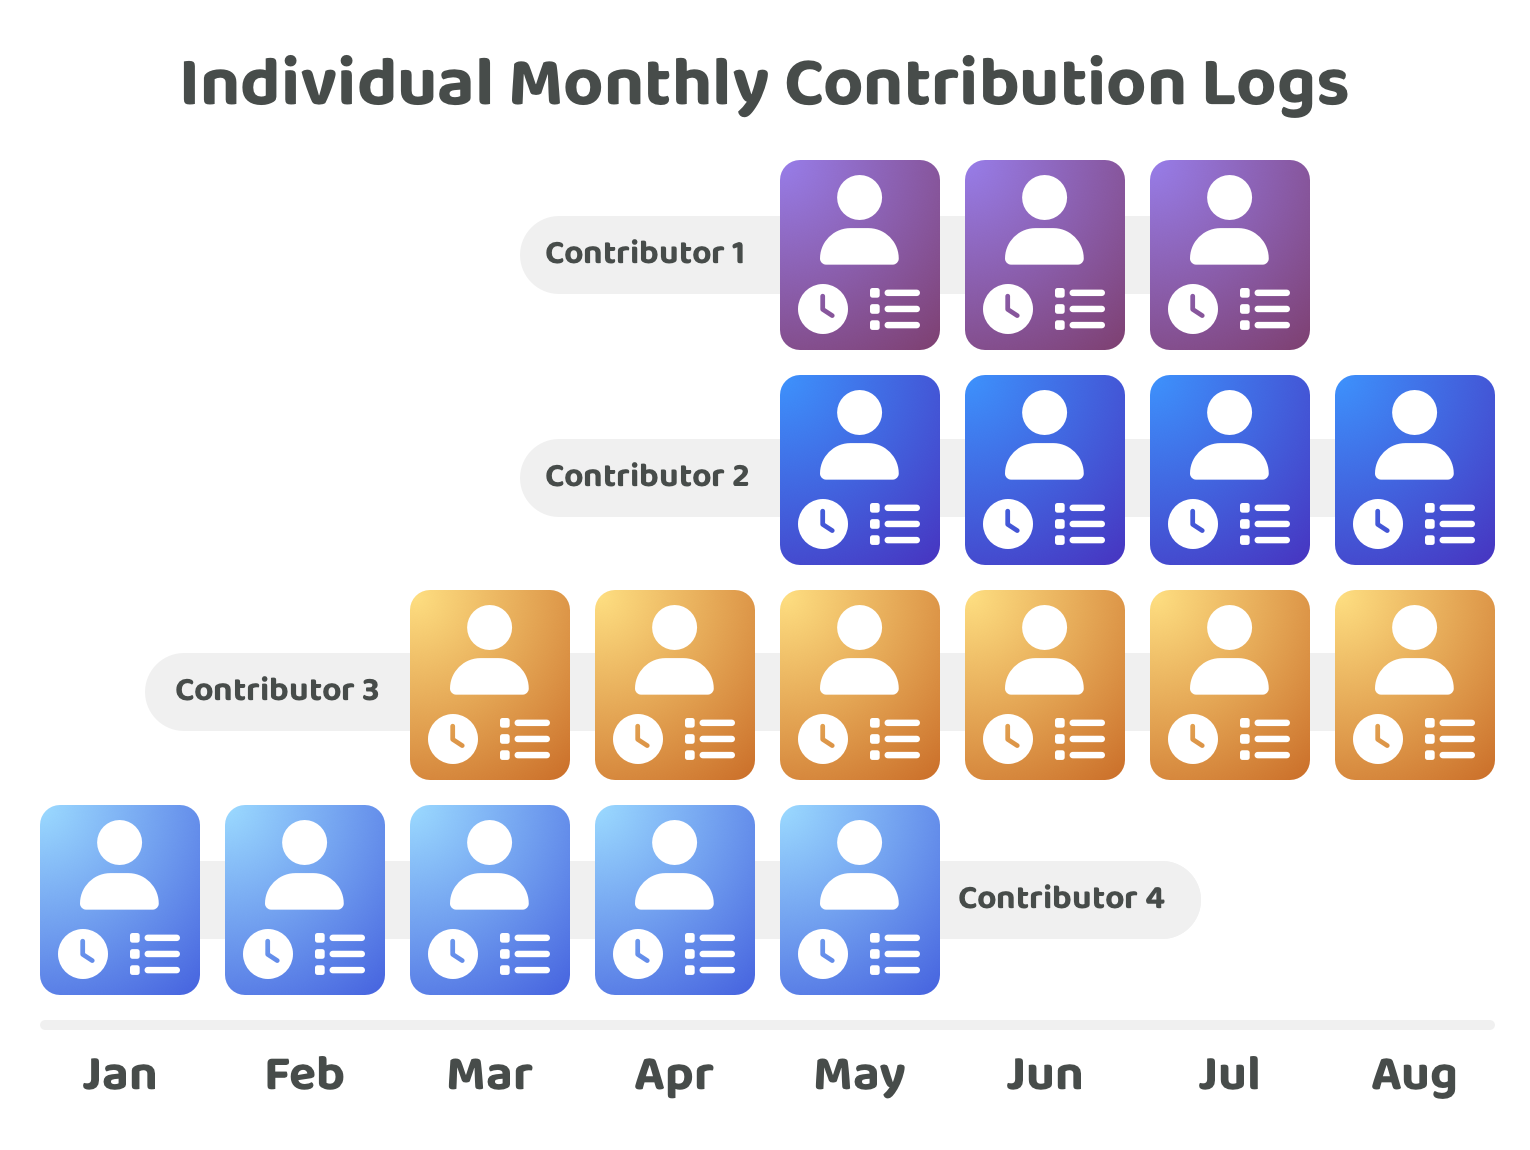 Individual Monthly Contribution Logs
Contributor 1
Contributor 2
Contributor 3
Contributor 4
Jan Feb Mar Apr May Jun Jul Aug